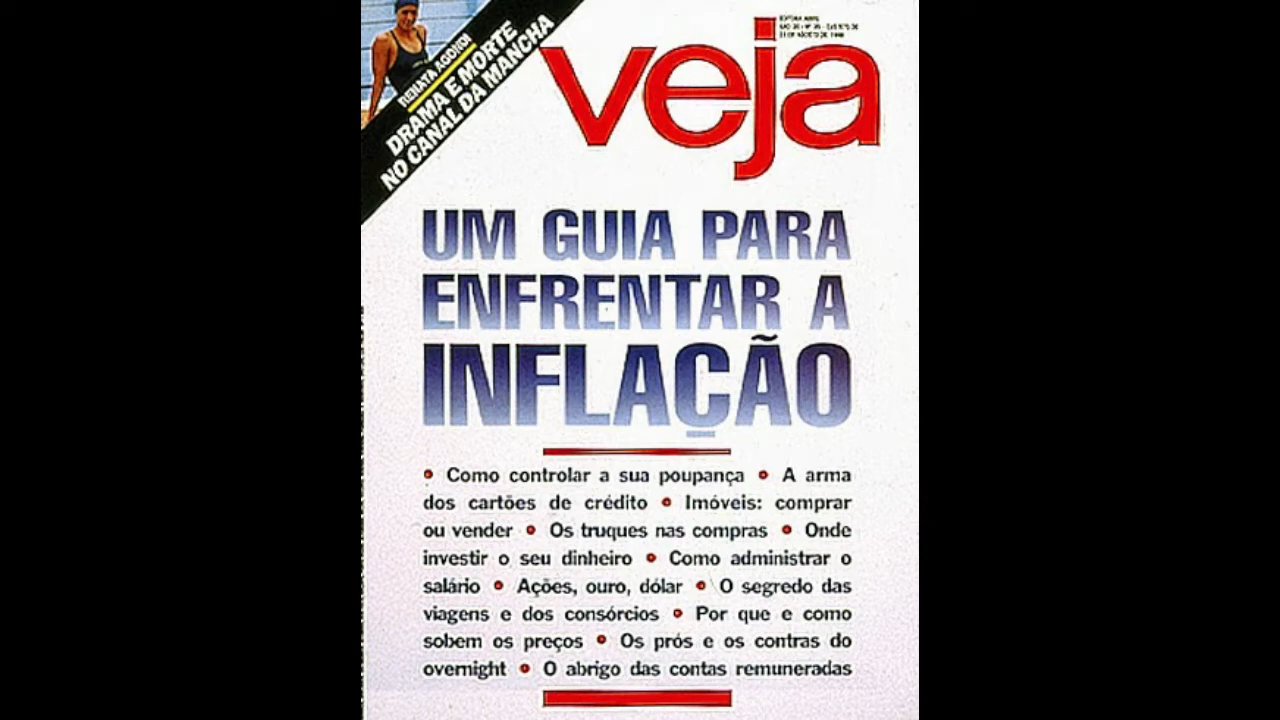 RENATA AGONDI
DRAMA E MORTE
NO CANAL DA MANCHA
veja
UM GUIA PARA
ENFRENTAR A
INFLAÇÃO
• Como controlar a sua poupança • A arma
dos cartões de crédito • Imóveis: comprar
ou vender • Os truques nas compras • Onde
investir o seu dinheiro • Como administrar o
salário • Ações, ouro, dólar • O segredo das
viagens e dos consórcios • Por que e como
sobem os preços • Os prós e os contras do
overnight • O abrigo das contas remuneradas